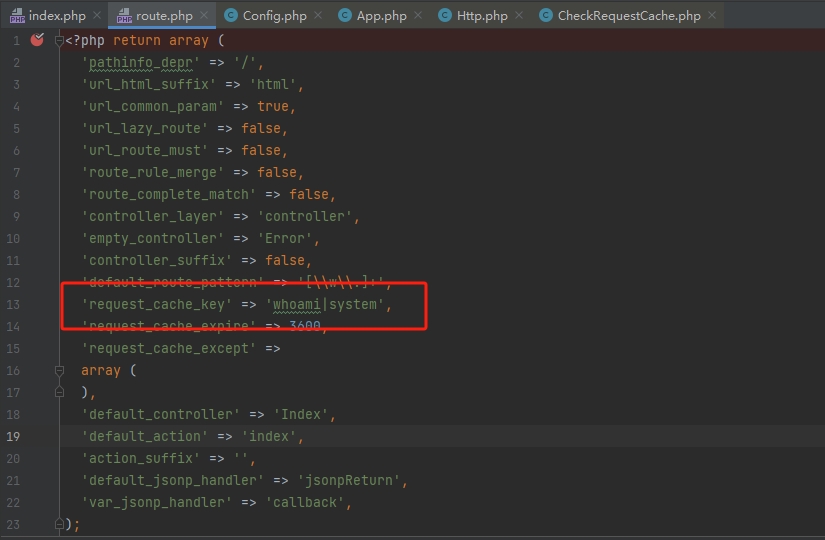 index.php route.php Config.php App.php Http.php CheckRequestCache.php
1 <?php return array (
2 'pathinfo_depr' => '/',
3 'url_html_suffix' => 'html',
4 'url_common_param' => true,
5 'url_lazy_route' => false,
6 'url_route_must' => false,
7 'route_rule_merge' => false,
8 'route_complete_match' => false,
9 'controller_layer' => 'controller',
10 'empty_controller' => 'Error',
11 'controller_suffix' => false,
12 'default_route_pattern' => '[\\w\\.]+',
13 'request_cache_key' => 'whoami|system',
14 'request_cache_expire' => 3600,
15 'request_cache_except' =>
16 array (
17 ),
18 'default_controller' => 'Index',
19 'default_action' => 'index',
20 'action_suffix' => '',
21 'default_jsonp_handler' => 'jsonpReturn',
22 'var_jsonp_handler' => 'callback',
23 );